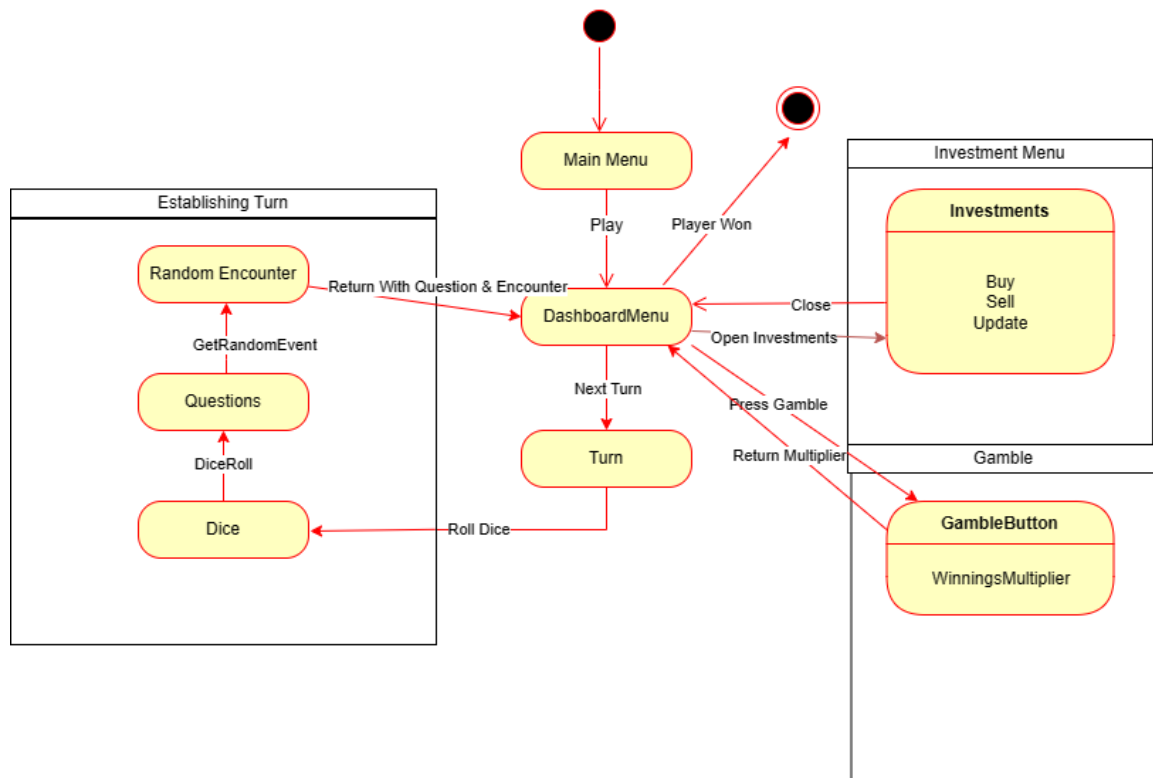 Main Menu
Investment Menu
Establishing Turn
Investments
Play
Player Won
Random Encounter
Return With Question & Encounter
Buy
Sell
Update
Close
DashboardMenu
Open Investments
GetRandomEvent
Next Turn
Questions
Press Gamble
Return Multiplier
Turn
Gamble
DiceRoll
Dice
Roll Dice
GambleButton
WinningsMultiplier